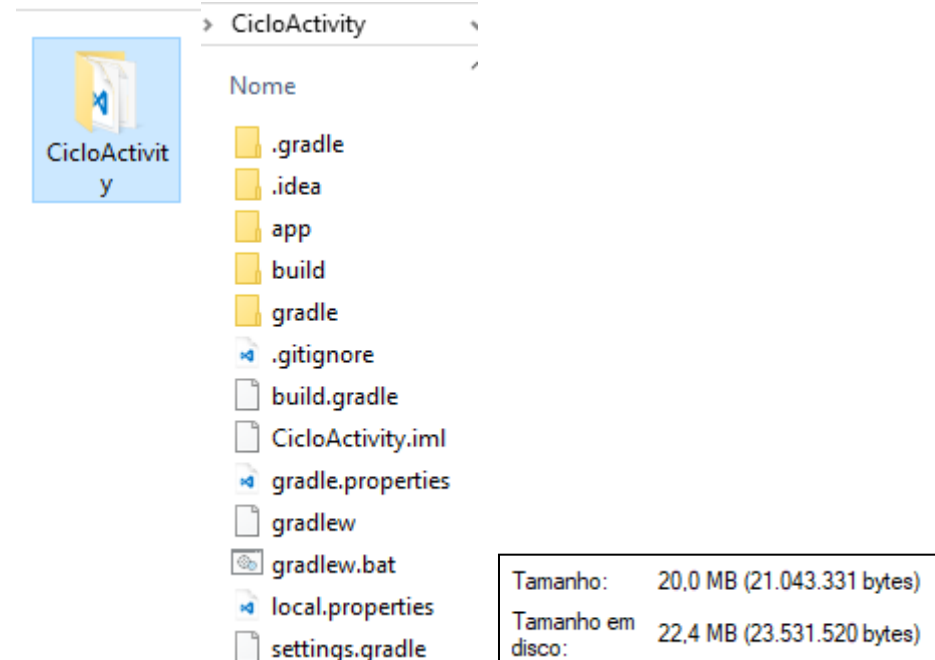 CicloActivit
y
> CicloActivity
Nome
.gradle
.idea
app
build
gradle
.gitignore
build.gradle
CicloActivity.iml
gradle.properties
gradlew
gradlew.bat
local.properties
settings.gradle
Tamanho: 20,0 MB (21.043.331 bytes)
Tamanho em
disco: 22,4 MB (23.531.520 bytes)